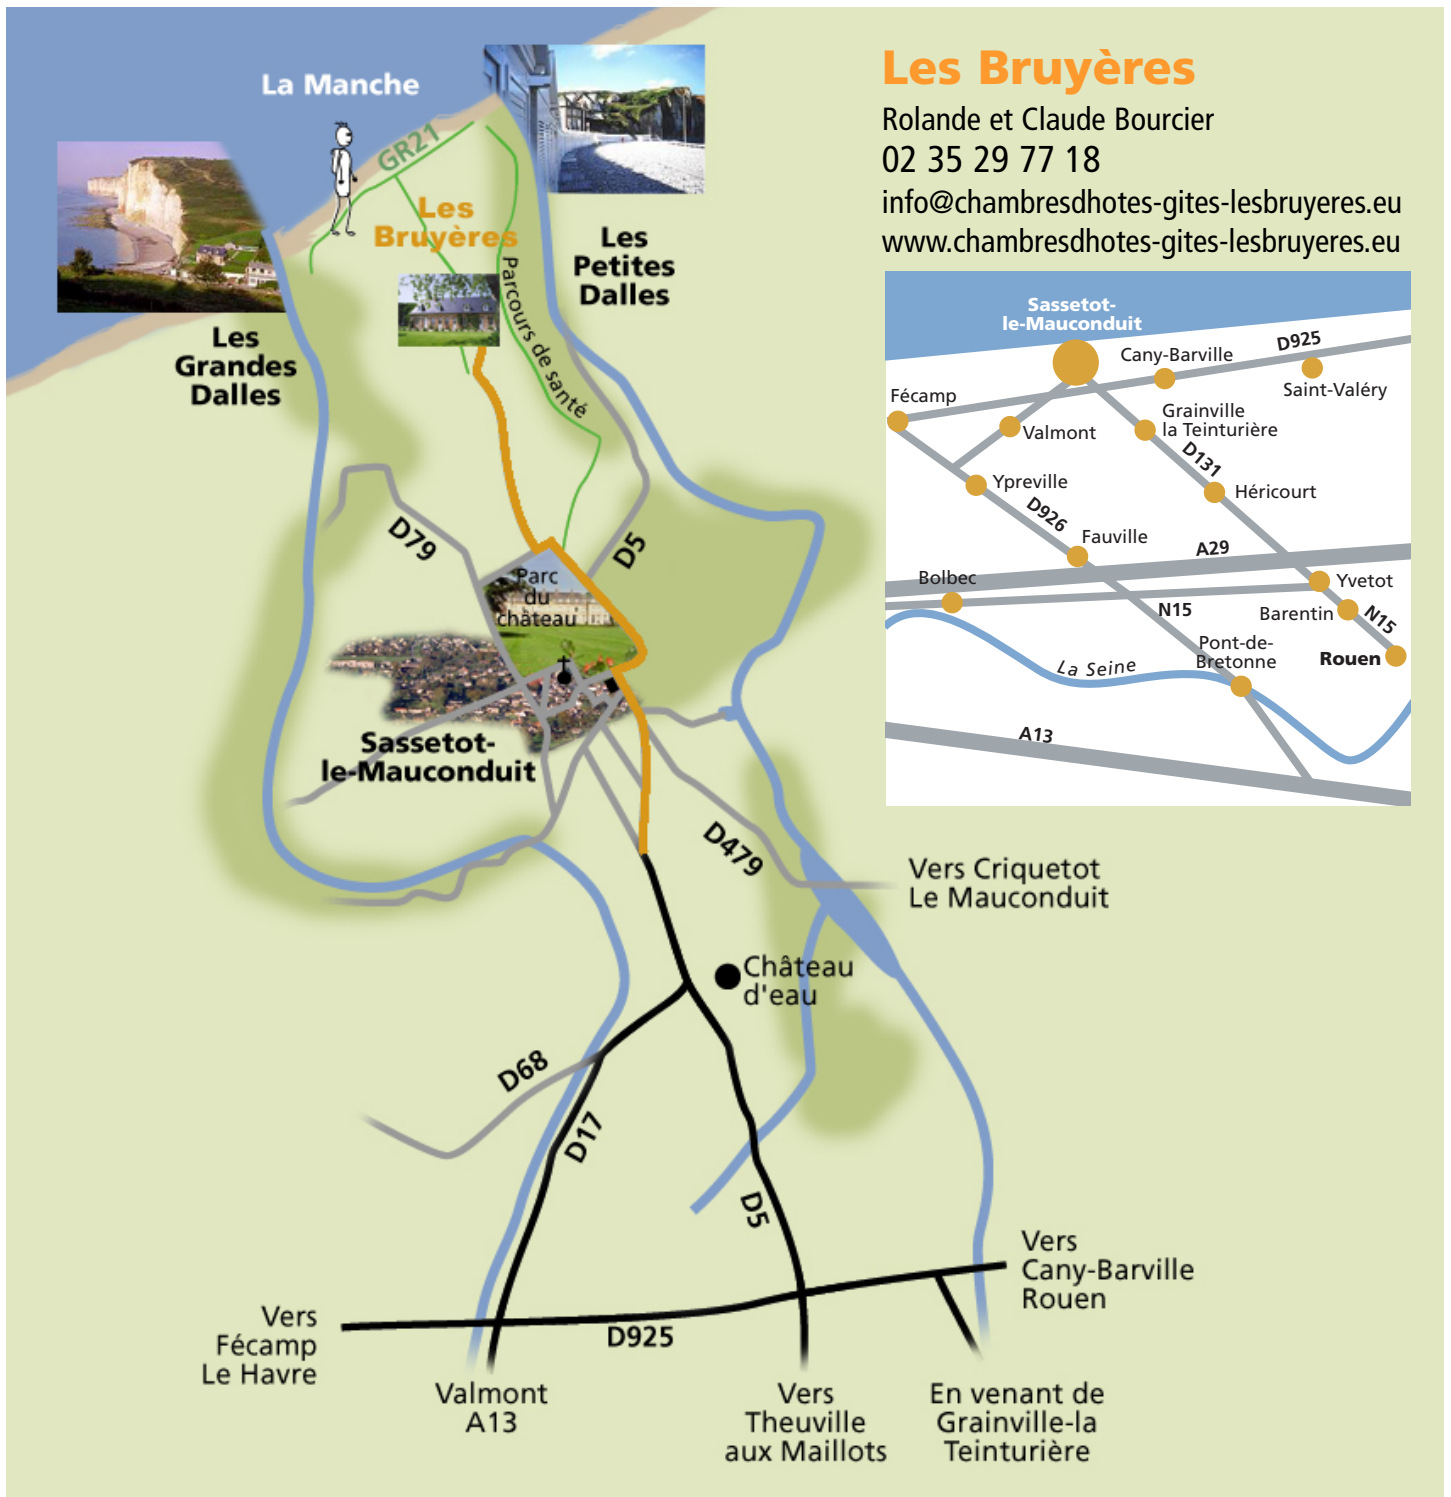 La Manche
GR21
Les
Bruyères
Parcours de santé
Les
Petites
Dalles
Les
Grandes
Dalles
D79
D5
Parc
du
château
Sassetot-
le-Mauconduit
D479
Vers Criquetot
Le Mauconduit
Château
d'eau
D68
D17
D5
Vers
Cany-Barville
Rouen
Vers
Fécamp
Le Havre
D925
Valmont
A13
Vers
Theuville
aux Maillots
En venant de
Grainville-la
Teinturière
Les Bruyères
Rolande et Claude Bourcier
02 35 29 77 18
info@chambresdhotes-gites-lesbruyeres.eu
www.chambresdhotes-gites-lesbruyeres.eu
Sassetot-
le-Mauconduit
D925
Cany-Barville
Saint-Valéry
Fécamp
Grainville
la Teinturière
Valmont
D131
Ypreville
Héricourt
D926
Fauville
A29
Bolbec
Yvetot
N15
Barentin
N15
Pont-de-
Bretonne
Rouen
La Seine
A13